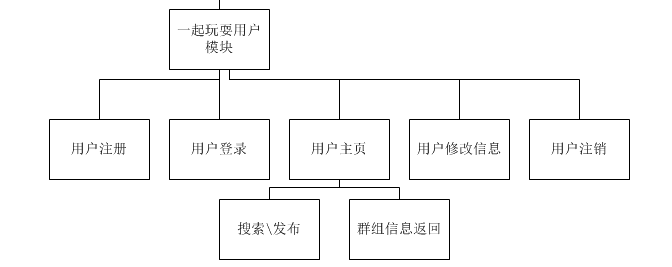 一起玩耍用户
模块
用户注册
用户登录
用户主页
用户修改信息
用户注销
搜索\发布
群组信息返回